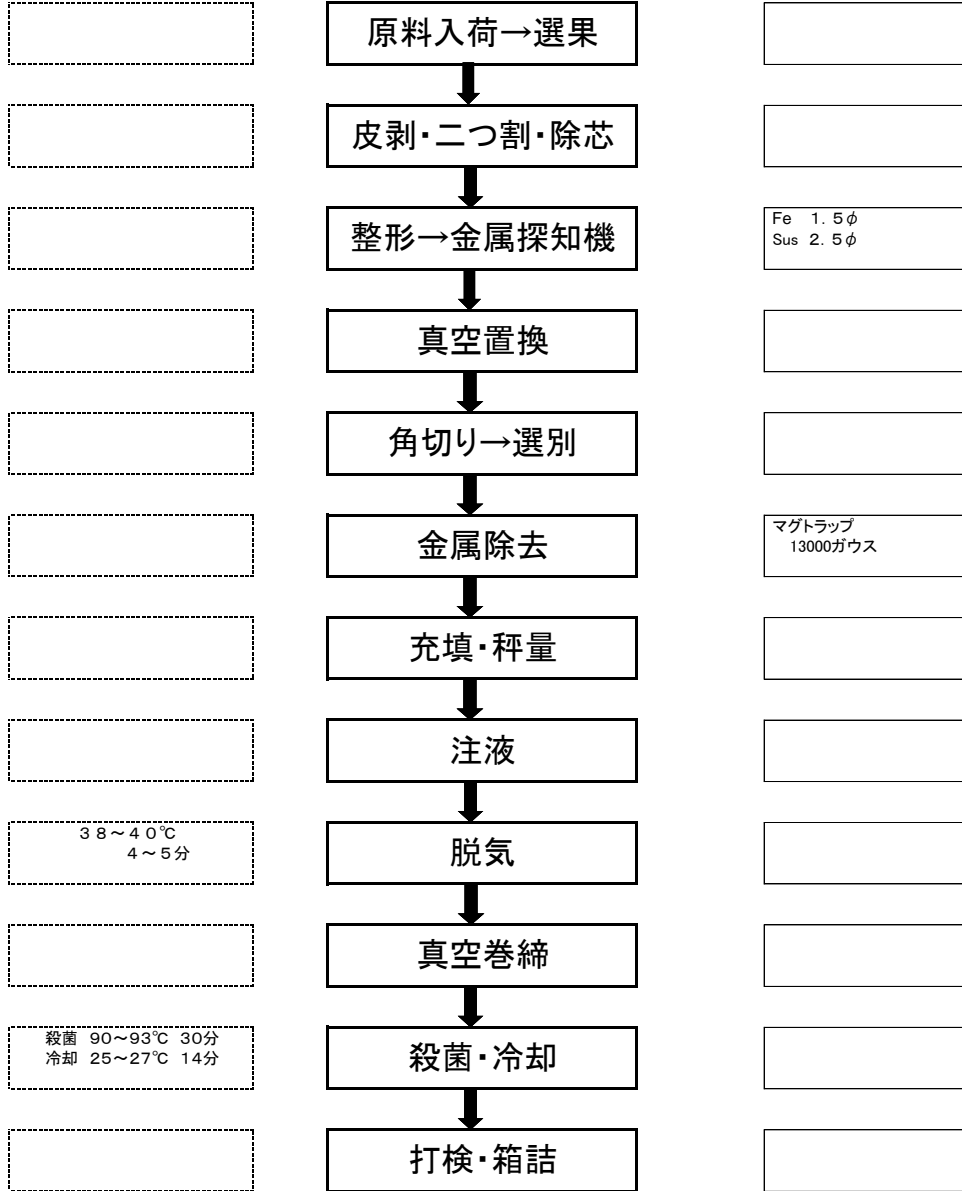 原料入荷→選果
皮剥・二つ割・除芯
整形→金属探知機
Fe　1．5φ
Sus　2．5φ
真空置換
角切り→選別
金属除去
マグトラップ
13000ガウス
充填・秤量
注液
３８～４０℃
４～５分
脱気
真空巻締
殺菌　90～93℃　30分
冷却　25～27℃　14分
殺菌・冷却
打検・箱詰